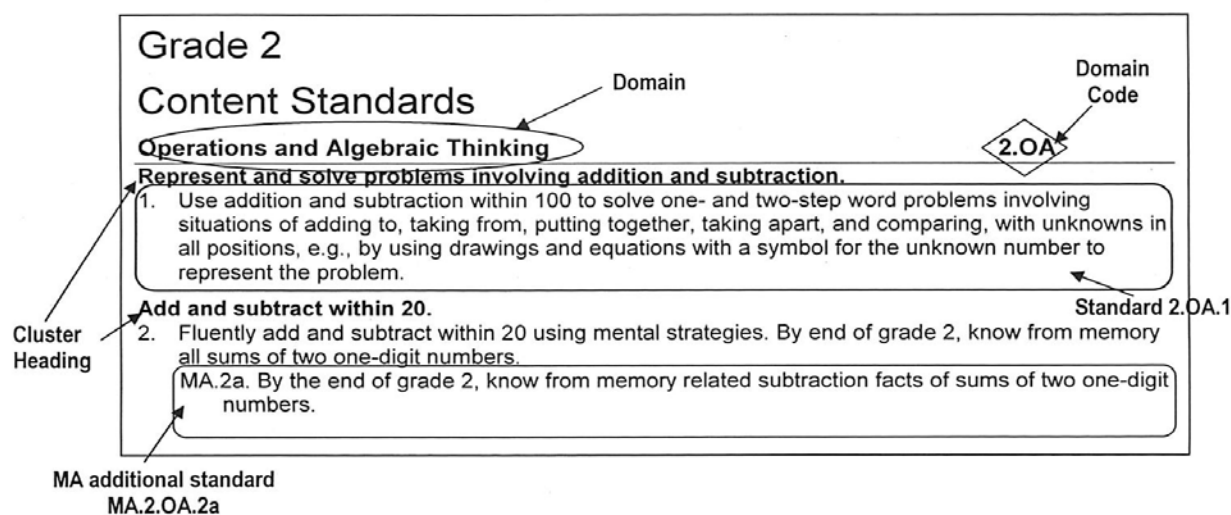 Grade 2
Content Standards
Domain
Domain
Code
Operations and Algebraic Thinking
2.OA
Represent and solve problems involving addition and subtraction.
1. Use addition and subtraction within 100 to solve one- and two-step word problems involving
situations of adding to, taking from, putting together, taking apart, and comparing, with unknowns in
all positions, e.g., by using drawings and equations with a symbol for the unknown number to
represent the problem.
Standard 2.OA.1
Cluster
Heading
Add and subtract within 20.
2. Fluently add and subtract within 20 using mental strategies. By end of grade 2, know from memory
all sums of two one-digit numbers.
MA.2a. By the end of grade 2, know from memory related subtraction facts of sums of two one-digit
numbers.
MA additional standard
MA.2.OA.2a